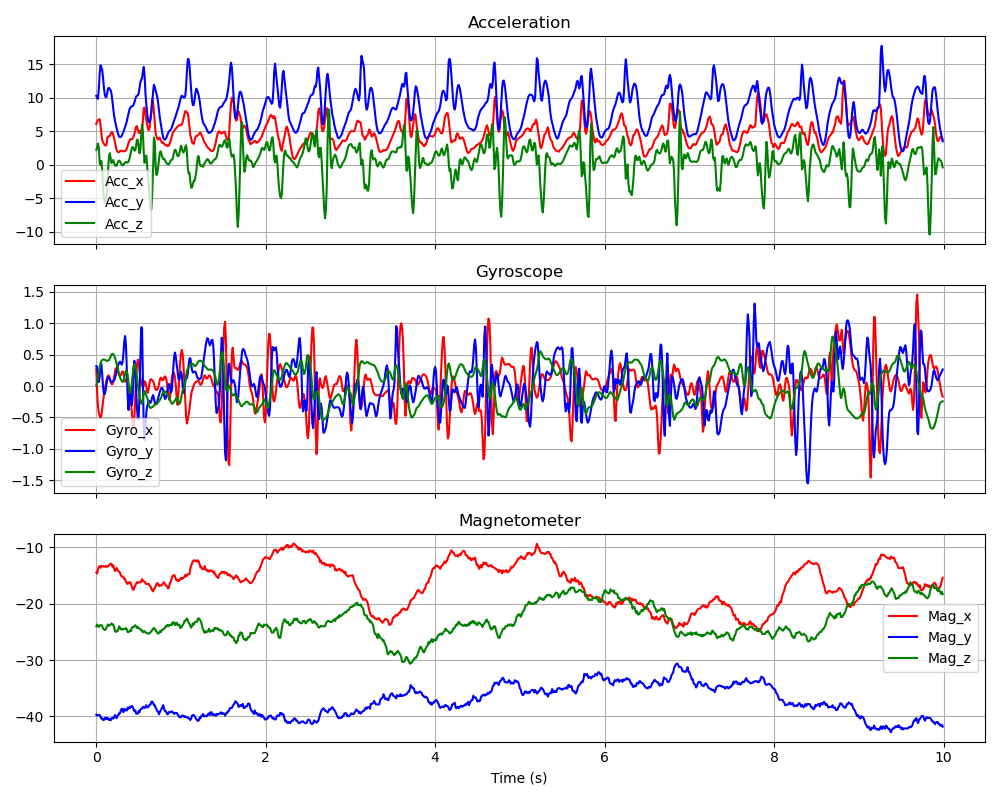 Acceleration
15
10
5
0
−5
−10
Acc_x
Acc_y
Acc_z
Gyroscope
1.5
1.0
0.5
0.0
−0.5
−1.0
−1.5
Gyro_x
Gyro_y
Gyro_z
Magnetometer
−10
−20
−30
−40
Mag_x
Mag_y
Mag_z
0 2 4 6 8 10
Time (s)